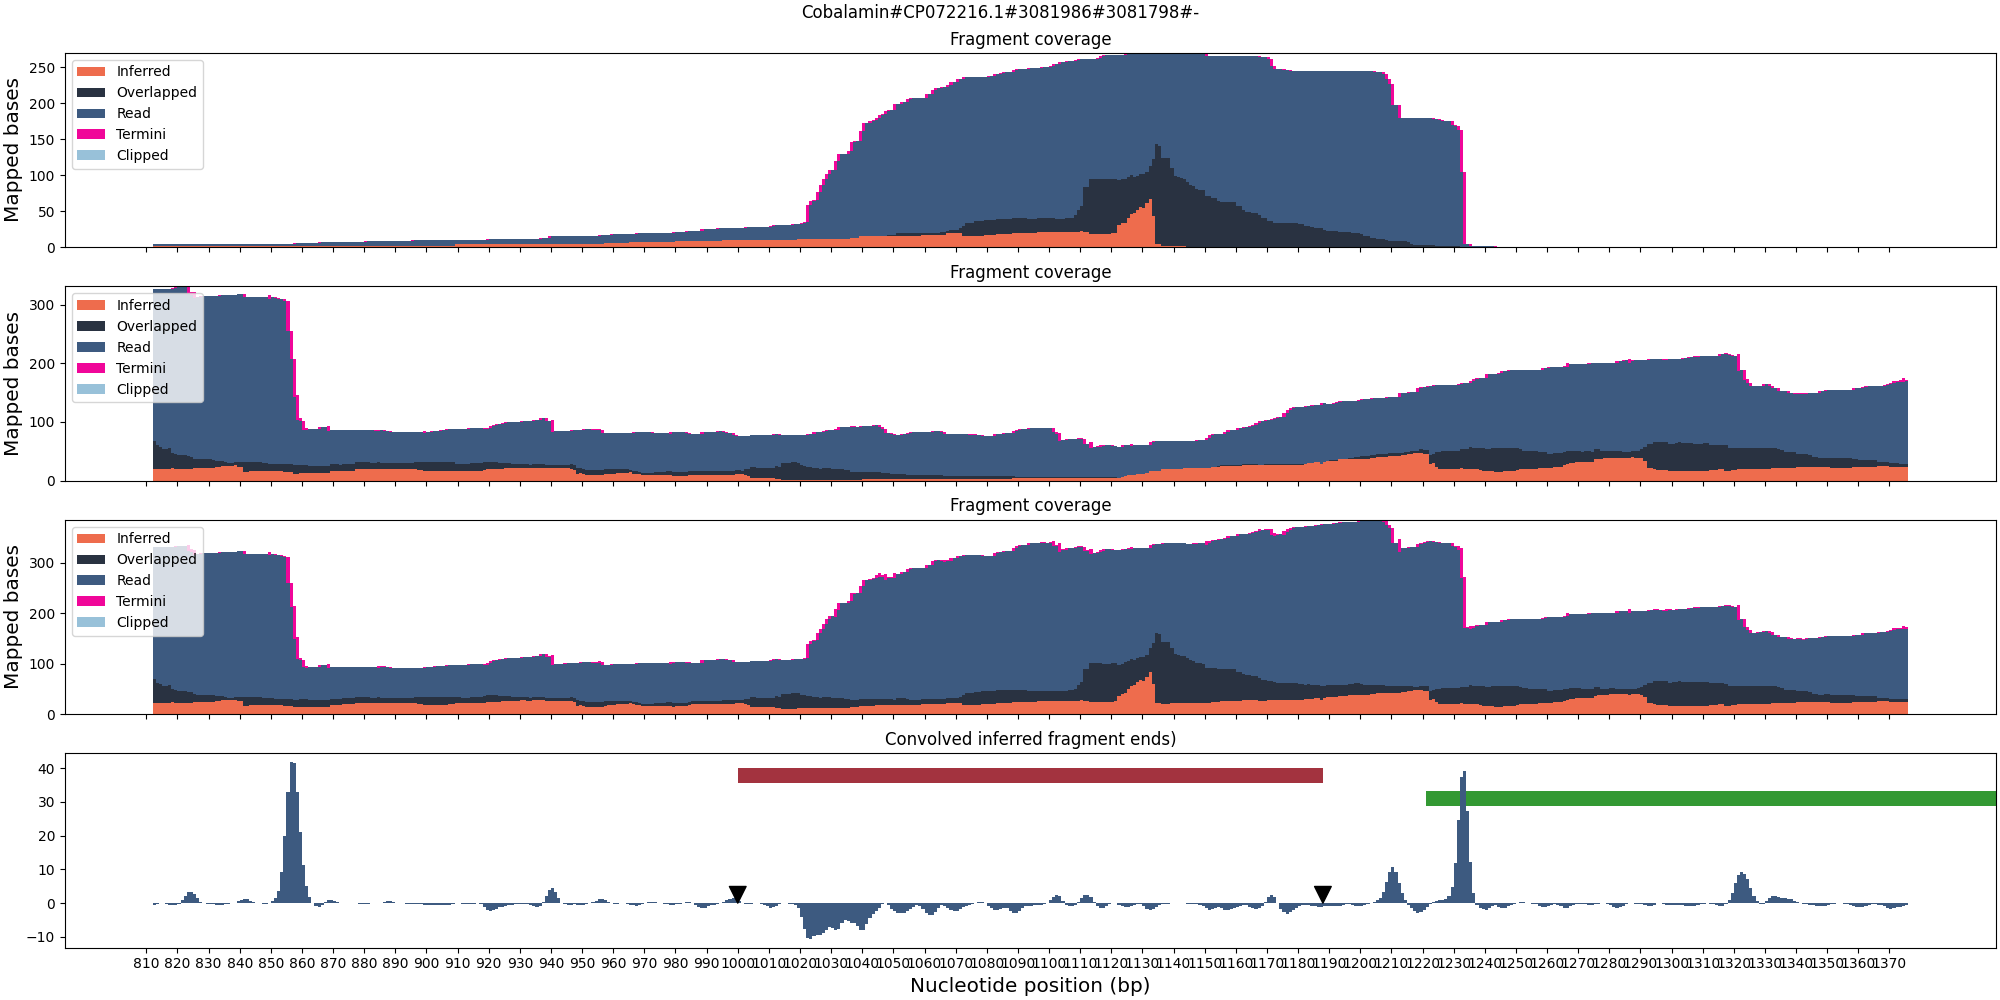 Cobalamin#CP072216.1#3081986#3081798#-
Fragment coverage
Mapped bases
250
200
150
100
50
0
Inferred
Overlapped
Read
Termini
Clipped
Fragment coverage
Mapped bases
300
200
100
0
Inferred
Overlapped
Read
Termini
Clipped
Fragment coverage
Mapped bases
300
200
100
0
Inferred
Overlapped
Read
Termini
Clipped
Convolved inferred fragment ends)
40
30
20
10
0
−10
810 820 830 840 850 860 870 880 890 900 910 920 930 940 950 960 970 980 990 1000 1010 1020 1030 1040 1050 1060 1070 1080 1090 1100 1110 1120 1130 1140 1150 1160 1170 1180 1190 1200 1210 1220 1230 1240 1250 1260 1270 1280 1290 1300 1310 1320 1330 1340 1350 1360 1370
Nucleotide position (bp)